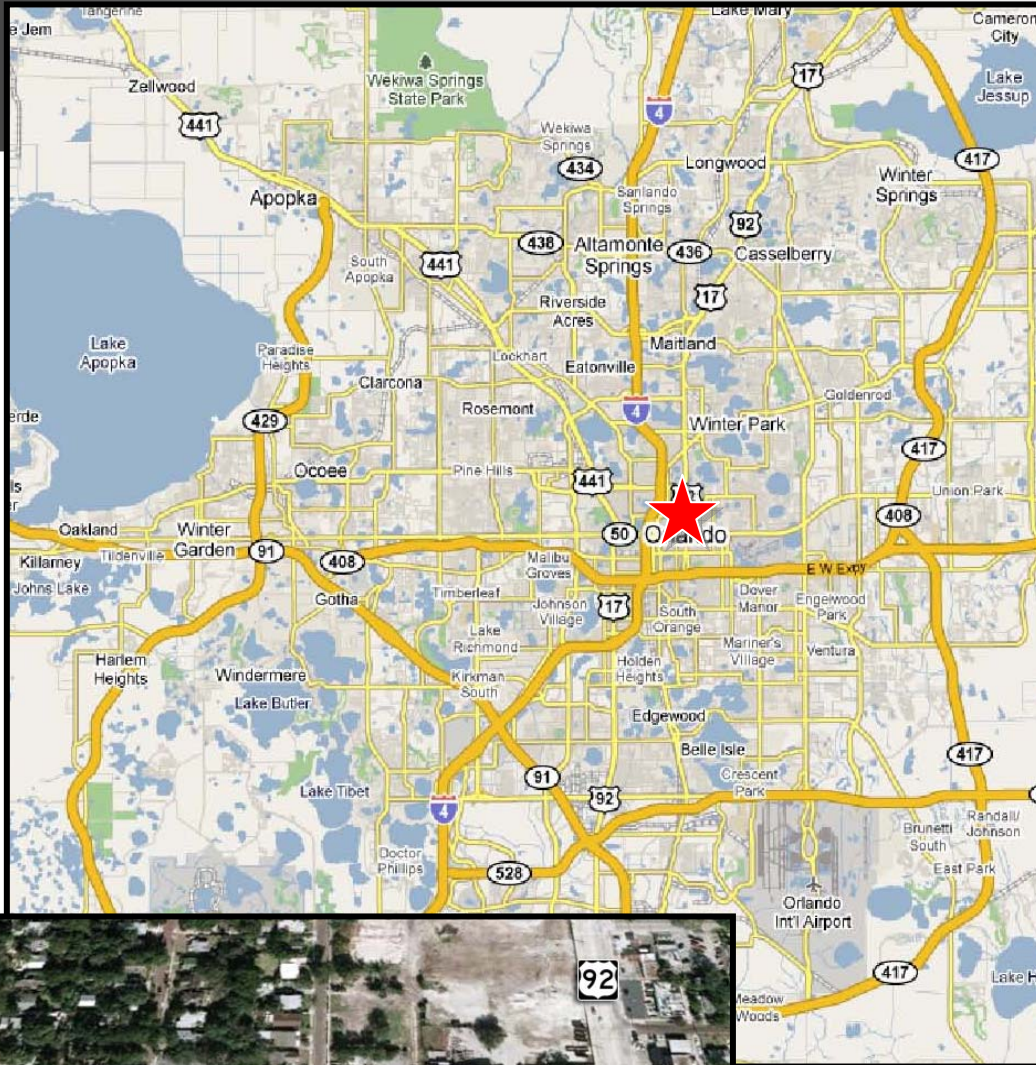 Tangerine
Lake Mary
e Jem
Cameron
City
Zellwood
Wekiwa Springs
State Park
17
Lake
Jessup
441
4
Wekiwa
Springs
434
Longwood
417
Winter
Springs
Sanlando
Springs
Apopka
92
438
Altamonte
Springs
436
Casselberry
South
Apopka
441
17
Riverside
Acres
Lake
Apopka
Paradise
Heights
Maitland
Lockhart
Eatonville
Clarcona
Goldenrod
erde
Rosemont
4
429
Winter Park
417
Ocoee
Pine Hills
441
Union Park
ls
r
408
Oakland
Winter
Garden
50
Orlando
Killarney
Tildenville
91
408
Malibu
Groves
E W Expy
Johns Lake
Gotha
Timberleaf
Johnson
Village
17
South
Orange
Dover
Manor
Engelwood
Park
Lake
Richmond
Mariner's
Village
Ventura
Harlem
Heights
Windermere
Kirkman
South
Holden
Heights
Lake Butler
Edgewood
Belle Isle
417
Lake Tibet
91
92
Crescent
Park
4
Randall/
Johnson
Brunetti
South
Doctor
Phillips
528
East Park
Orlando
Int'l Airport
92
417
Lake H
Meadow
Woods